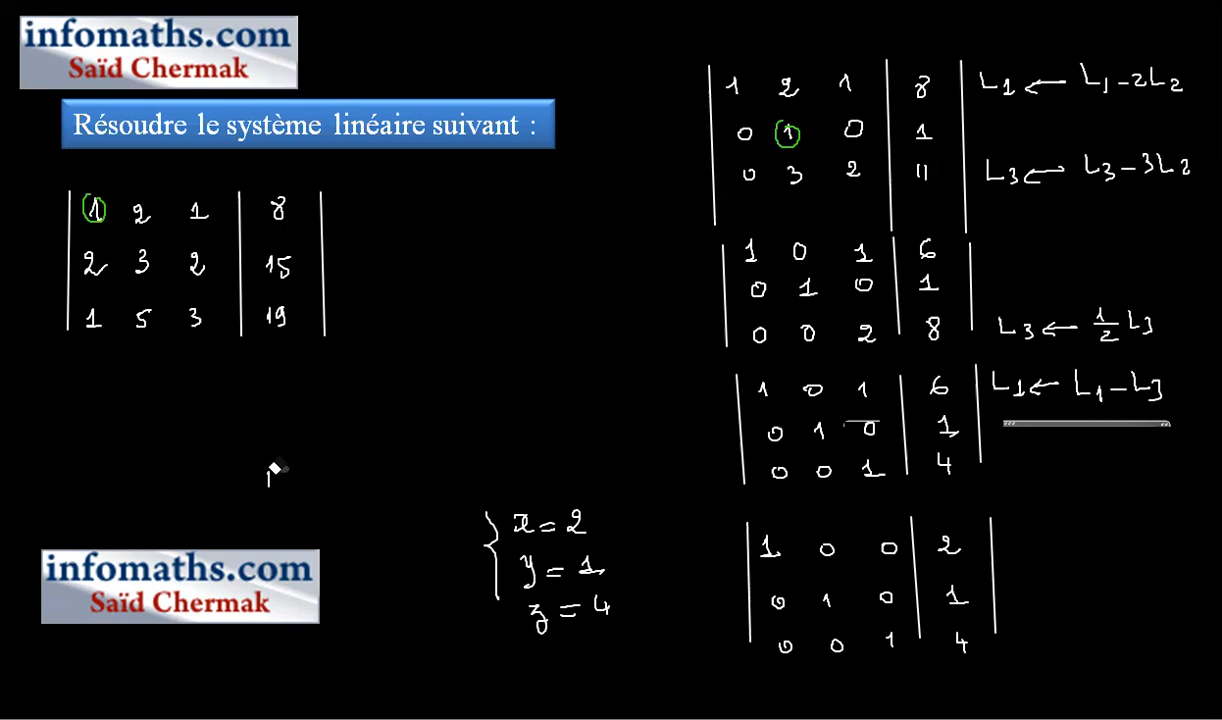 infomaths.com
Saïd Chermak
Résoudre le système linéaire suivant :
1 2 1 8
2 3 2 15
1 5 3 19
1 2 1 8 L1 ← L1 - 2L2
0 1 0 1
0 3 2 11 L3 ← L3 - 3L2
1 0 1 6
0 1 0 1
0 0 2 8 L3 ← 1/2 L3
1 0 1 6 L1 ← L1 - L3
0 1 0 1
0 0 1 4
x = 2
y = 1
z = 4
1 0 0 2
0 1 0 1
0 0 1 4
infomaths.com
Saïd Chermak